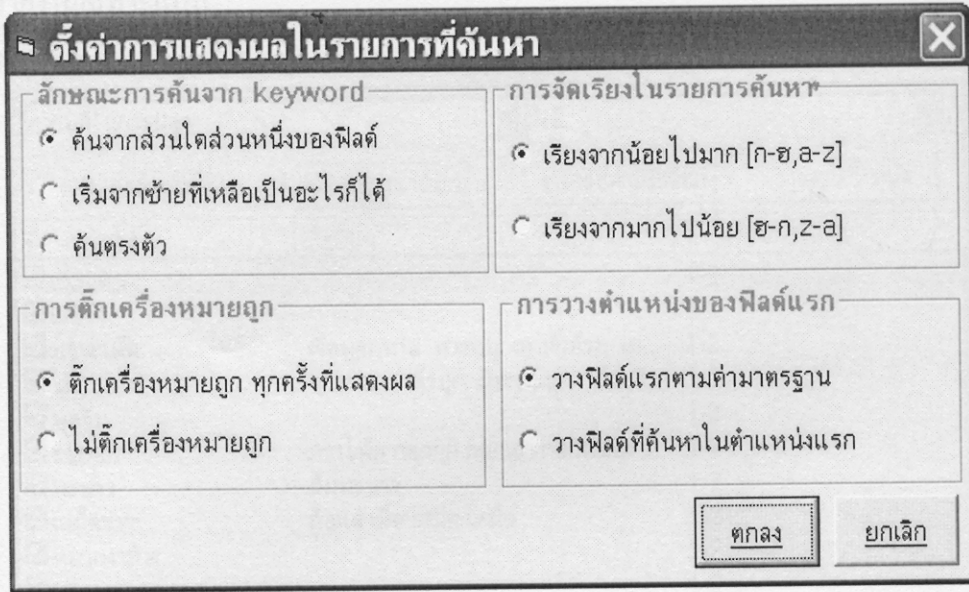 ตั้งค่าการแสดงผลในรายการที่ค้นหา
ลักษณะการค้นจาก keyword
ค้นจากส่วนใดส่วนหนึ่งของฟิลด์
เริ่มจากซ้ายที่เหลือเป็นอะไรก็ได้
ค้นตรงตัว
การจัดเรียงในรายการค้นหา
เรียงจากน้อยไปมาก [ก-ฮ,a-z]
เรียงจากมากไปน้อย [ฮ-ก,z-a]
การติ๊กเครื่องหมายถูก
ติ๊กเครื่องหมายถูก ทุกครั้งที่แสดงผล
ไม่ติ๊กเครื่องหมายถูก
การวางตำแหน่งของฟิลด์แรก
วางฟิลด์แรกตามค่ามาตรฐาน
วางฟิลด์ที่ค้นหาในตำแหน่งแรก
ตกลง
ยกเลิก